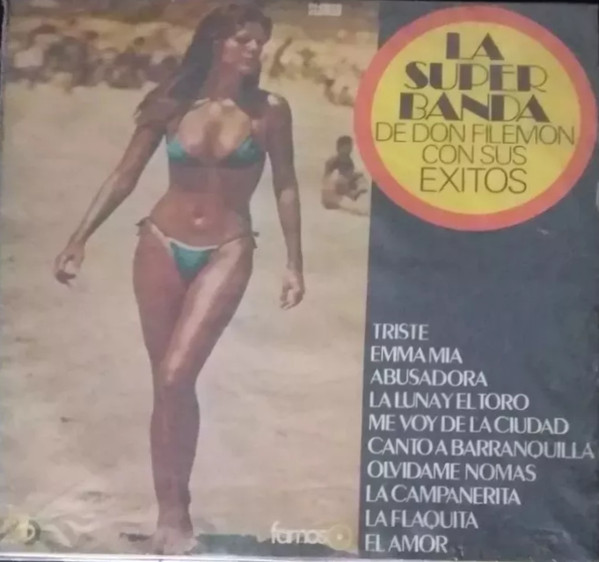 LA
SUPER
BANDA
DE DON FILEMON
CON SUS
EXITOS
TRISTE
EMMA MIA
ABUSADORA
LA LUNA Y EL TORO
ME VOY DE LA CIUDAD
CANTO A BARRANQUILLA
OLVIDAME NOMAS
LA CAMPANERITA
LA FLAQUITA
EL AMOR
famoso